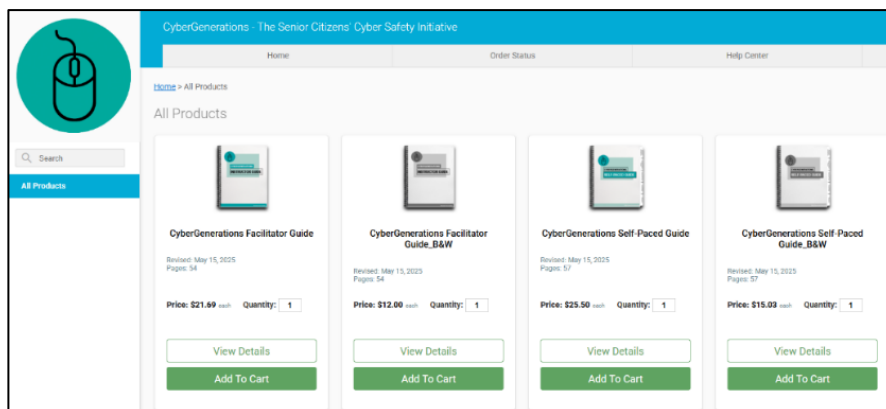 CyberGenerations - The Senior Citizens' Cyber Safety Initiative
Home
Order Status
Help Center
Home > All Products
All Products
Search
All Products
CyberGenerations Facilitator Guide
Revised: May 15, 2025
Pages: 54
Price: $21.69 each Quantity: 1
View Details
Add To Cart
CyberGenerations Facilitator
Guide_B&W
Revised: May 15, 2025
Pages: 54
Price: $12.00 each Quantity: 1
View Details
Add To Cart
CyberGenerations Self-Paced Guide
Revised: May 15, 2025
Pages: 57
Price: $25.50 each Quantity: 1
View Details
Add To Cart
CyberGenerations Self-Paced
Guide_B&W
Revised: May 15, 2025
Pages: 57
Price: $15.03 each Quantity: 1
View Details
Add To Cart